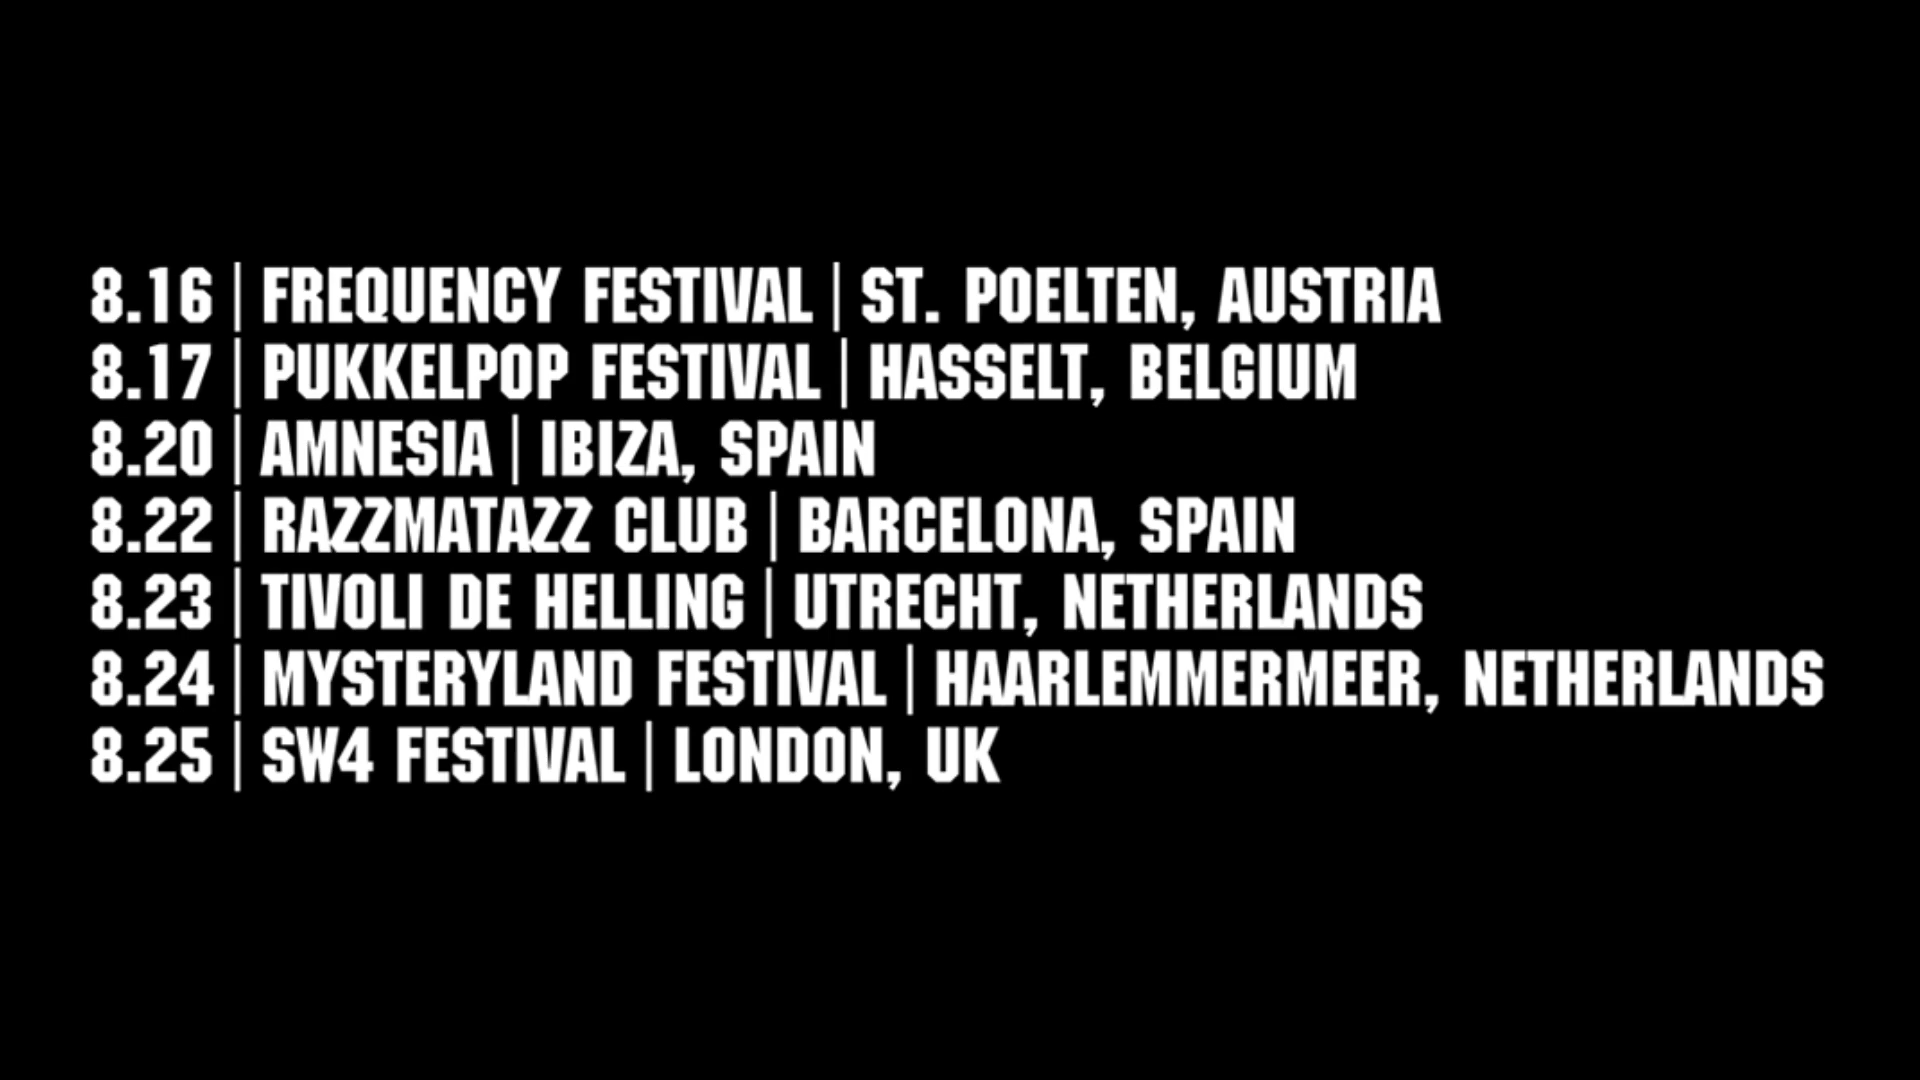 8.16 | FREQUENCY FESTIVAL | ST. POELTEN, AUSTRIA
8.17 | PUKKELPOP FESTIVAL | HASSELT, BELGIUM
8.20 | AMNESIA | IBIZA, SPAIN
8.22 | RAZZMATAZZ CLUB | BARCELONA, SPAIN
8.23 | TIVOLI DE HELLING | UTRECHT, NETHERLANDS
8.24 | MYSTERYLAND FESTIVAL | HAARLEMMERMEER, NETHERLANDS
8.25 | SW4 FESTIVAL | LONDON, UK